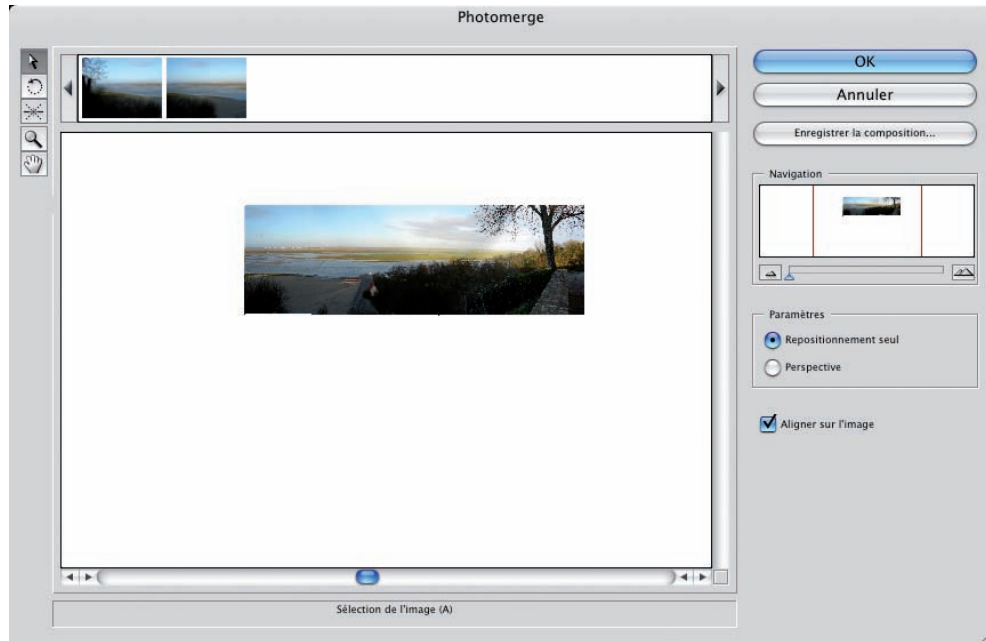 Photomerge
OK
Annuler
Enregistrer la composition...
Navigation
Paramètres
Repositionnement seul
Perspective
Aligner sur l'image
Sélection de l'image (A)